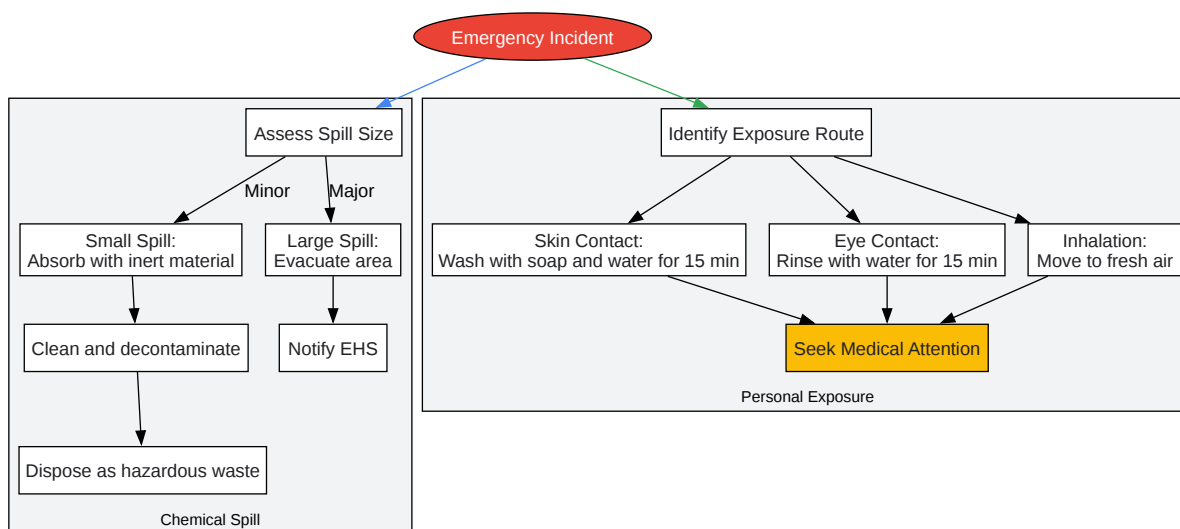 Emergency Incident
Assess Spill Size
Minor
Major
Small Spill:
Absorb with inert material
Large Spill:
Evacuate area
Clean and decontaminate
Notify EHS
Dispose as hazardous waste
Chemical Spill
Identify Exposure Route
Skin Contact:
Wash with soap and water for 15 min
Eye Contact:
Rinse with water for 15 min
Inhalation:
Move to fresh air
Seek Medical Attention
Personal Exposure